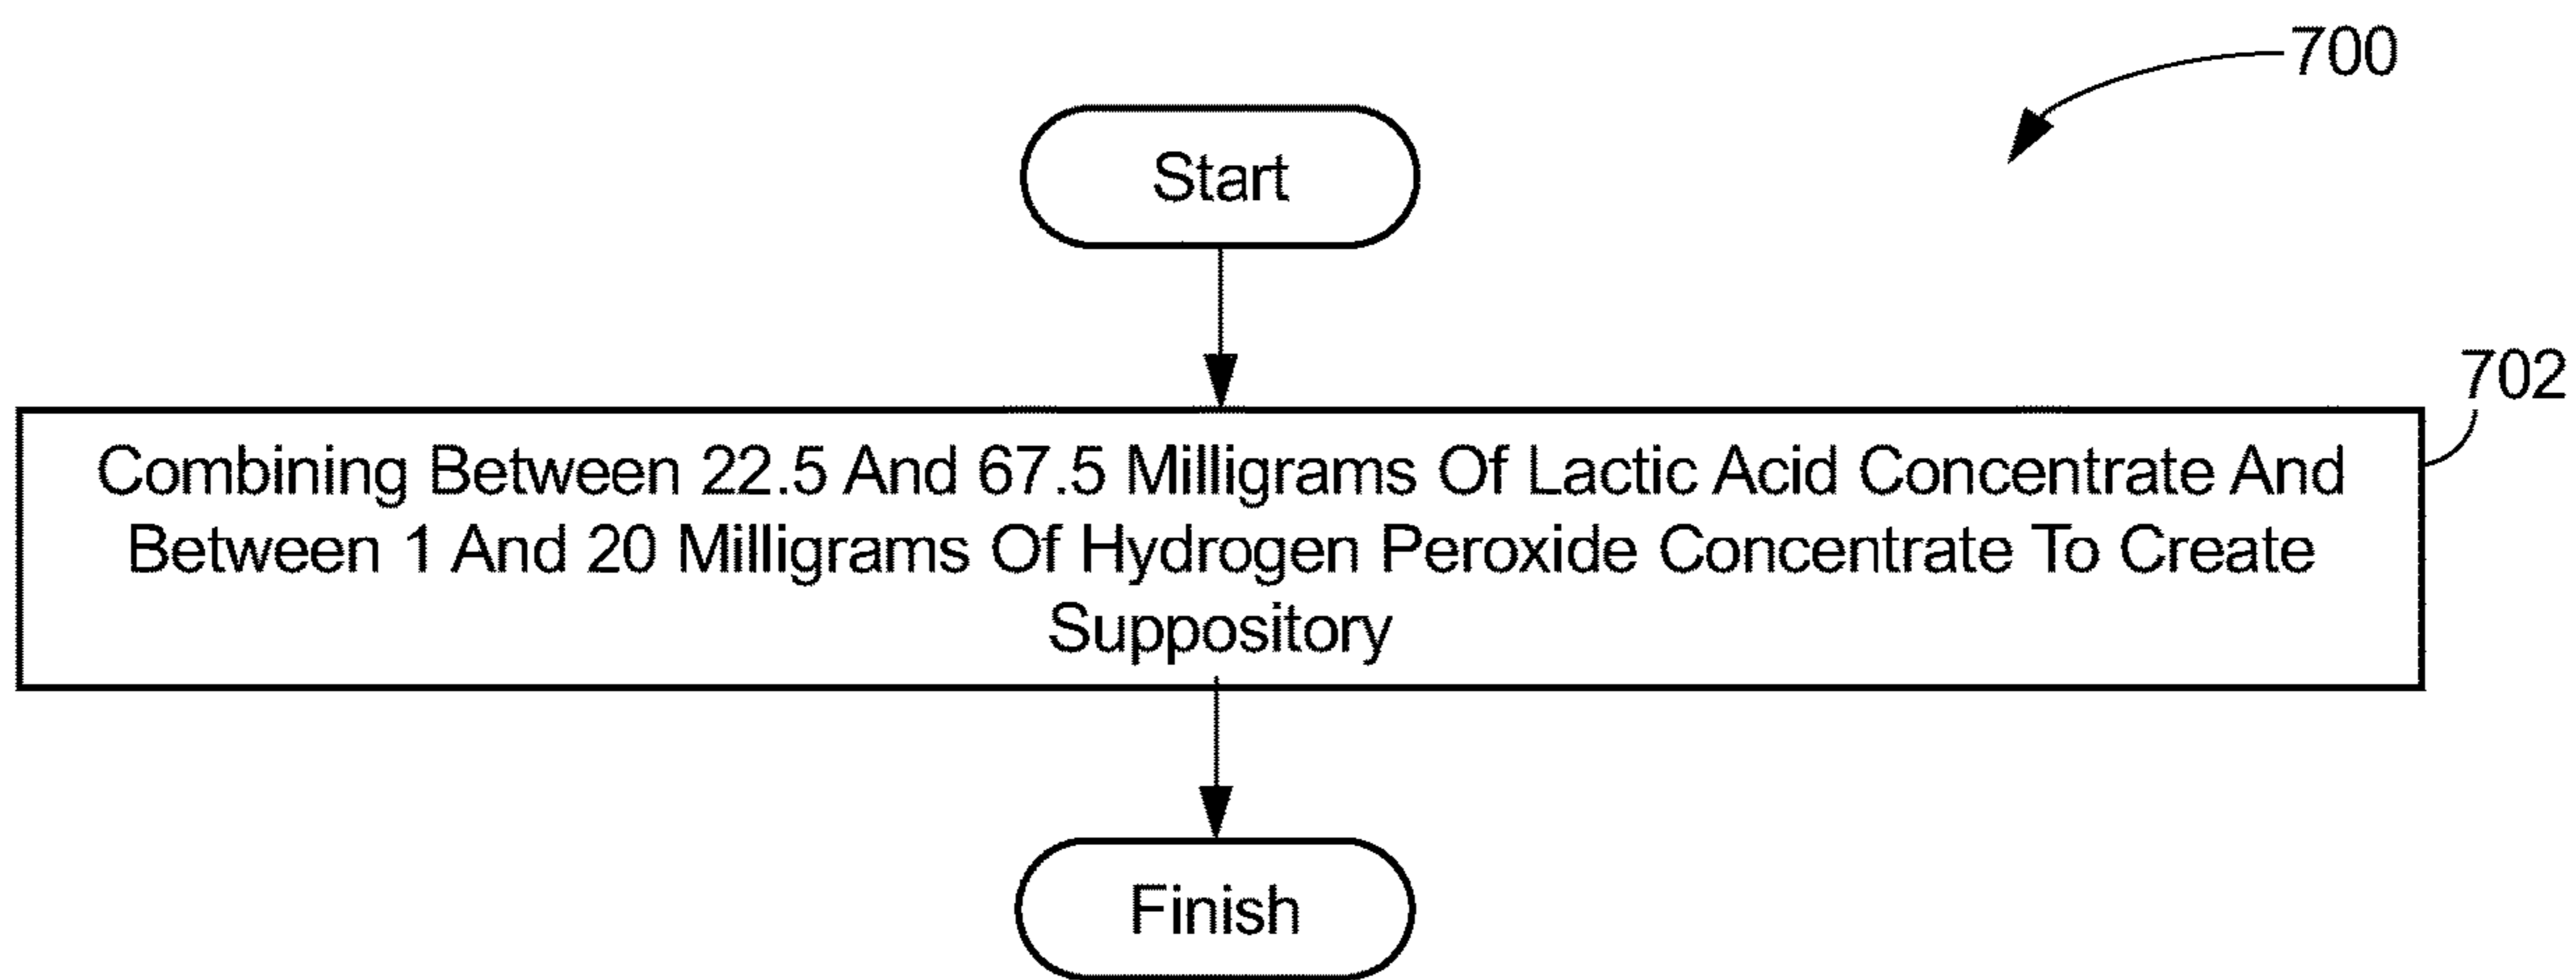 700
Start
702
Combining Between 22.5 And 67.5 Milligrams Of Lactic Acid Concentrate And
Between 1 And 20 Milligrams Of Hydrogen Peroxide Concentrate To Create
Suppository
Finish